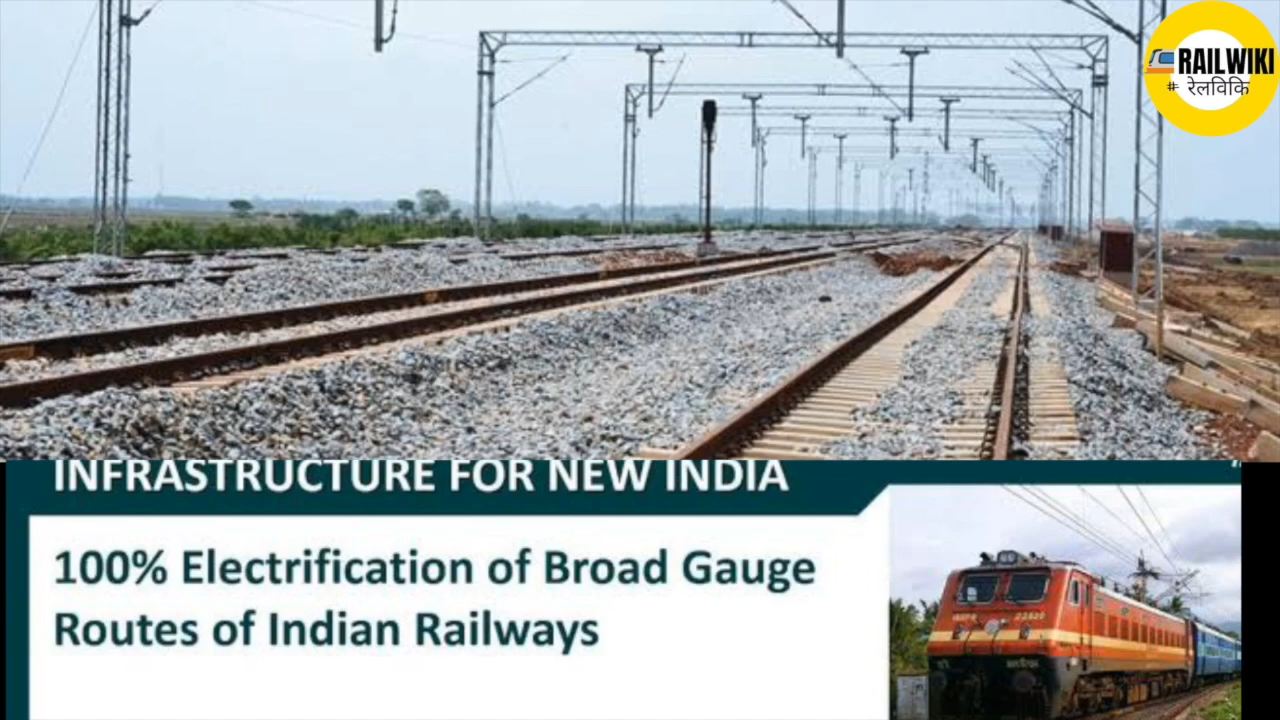 RAILWIKI
# रेलविकि
INFRASTRUCTURE FOR NEW INDIA
100% Electrification of Broad Gauge
Routes of Indian Railways